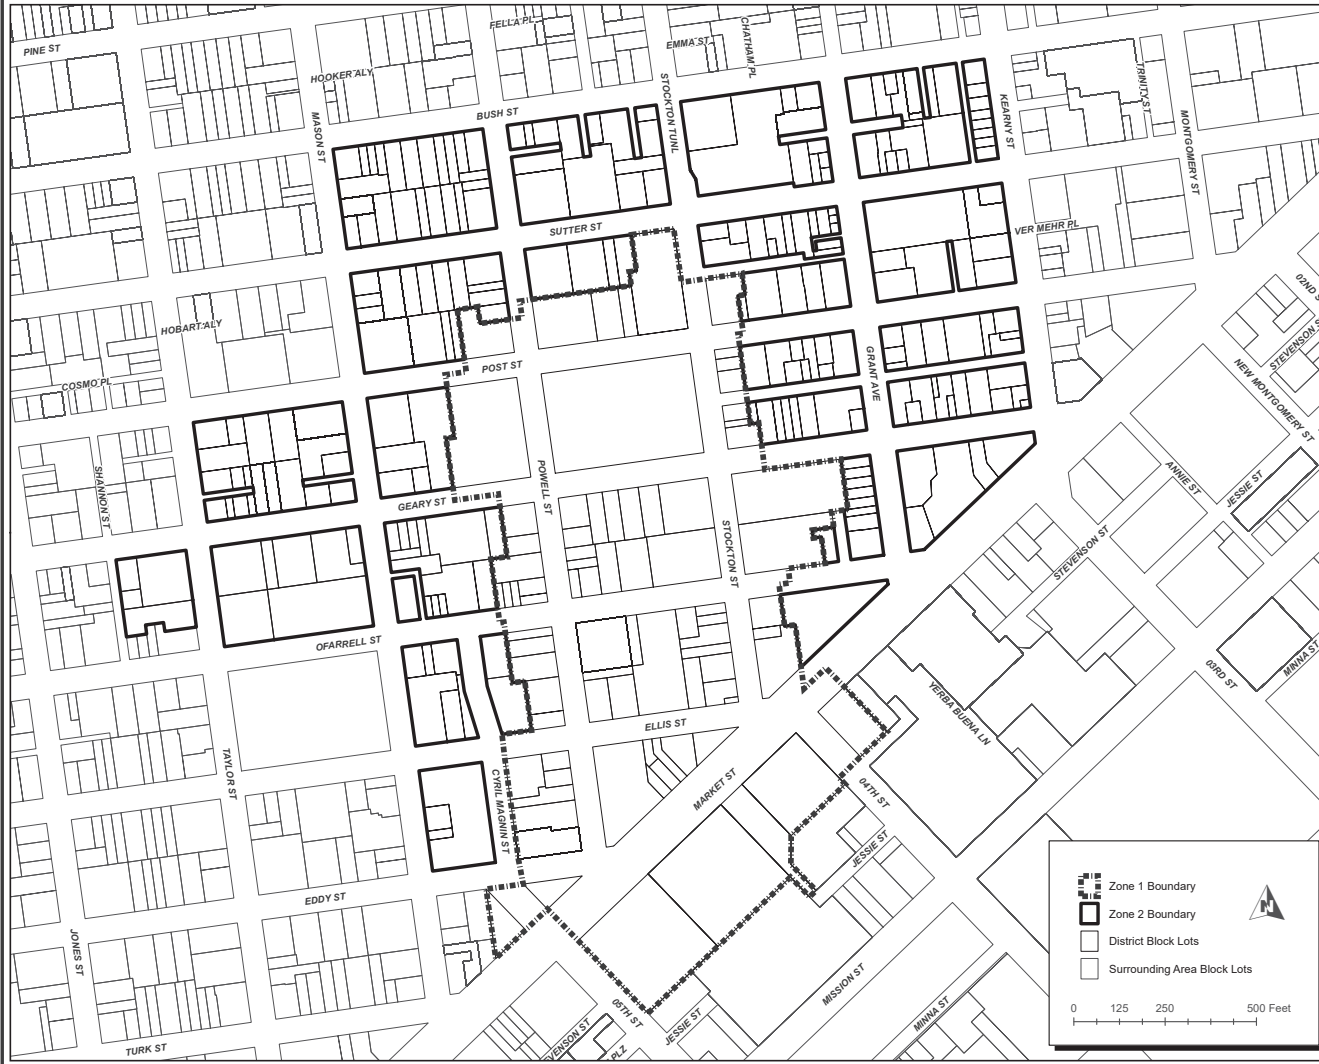 PINE ST
FELLA PL
EMMA ST
CHATHAM PL
HOOKER ALY
TRINITY ST
BUSH ST
STOCKTON TUNL
KEARNY ST
MASON ST
MONTGOMERY ST
SUTTER ST
VER MEHR PL
HOBART ALY
02ND S
STEVENSON S
COSMO PL
POST ST
GRANT AVE
NEW MONTGOMERY ST
SHANNON ST
GEARY ST
POWELL ST
ANNIE ST
JESSIE ST
STOCKTON ST
STEVENSON ST
OFARRELL ST
03RD ST
MINNA ST
YERBA BUENA LN
ELLIS ST
TAYLOR ST
CYRIL MAGNIN ST
MARKET ST
04TH ST
JESSIE ST
EDDY ST
JONES ST
MISSION ST
05TH ST
JESSIE ST
MINNA ST
VENSON ST
PLZ
TURK ST
Zone 1 Boundary
N
Zone 2 Boundary
District Block Lots
Surrounding Area Block Lots
0 125 250 500 Feet